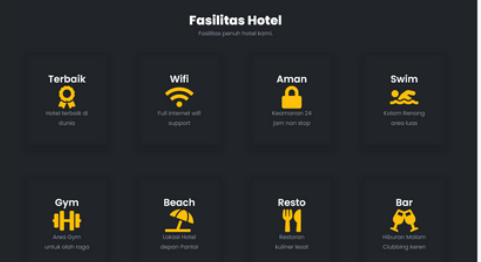 Fasilitas Hotel
Fasilitas penuh hotel kami.
Terbaik
Hotel terbaik di
dunia
Wifi
Full internet wifi
support
Aman
Keamanan 24
jam non stop
Swim
Kolam Renang
area luas
Gym
Area Gym
untuk olah raga
Beach
Lokasi Hotel
depan Pantai
Resto
Restoran
kuliner lezat
Bar
Hiburan Malam
Clubbing keren